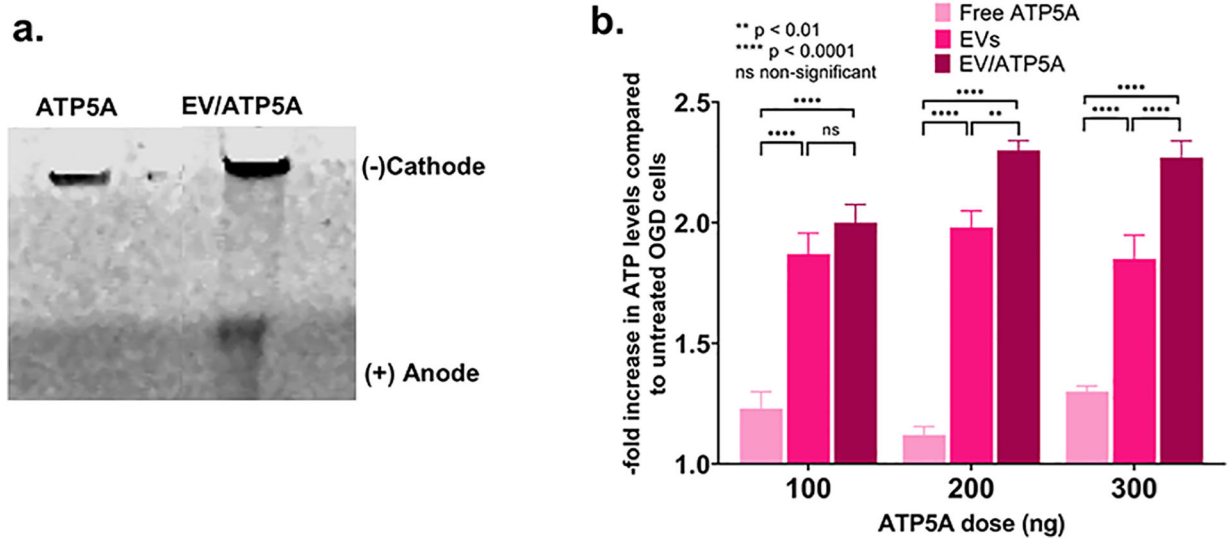 a.
ATP5A
EV/ATP5A
(-)Cathode
(+) Anode
b.
** p < 0.01
**** p < 0.0001
ns non-significant
Free ATP5A
EVs
EV/ATP5A
-fold increase in ATP levels compared
to untreated OGD cells
2.5
2.0
1.5
1.0
****
**** ns
****
**** **
****
**** ****
100 200 300
ATP5A dose (ng)